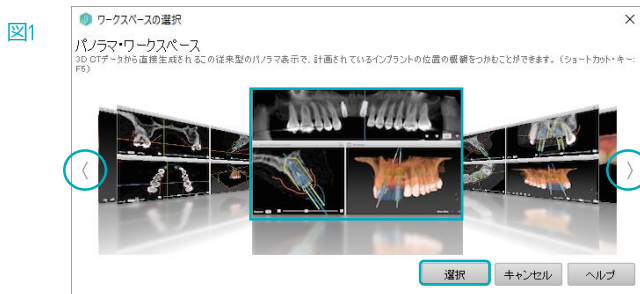 図1
ワークスペースの選択
パノラマ・ワークスペース
3D CTデータから直接生成されるこの従来型のパノラマ表示で、計画されているインプラントの位置の概観をつかむことができます。（ショートカット・キー:
F5）
選択
キャンセル
ヘルプ